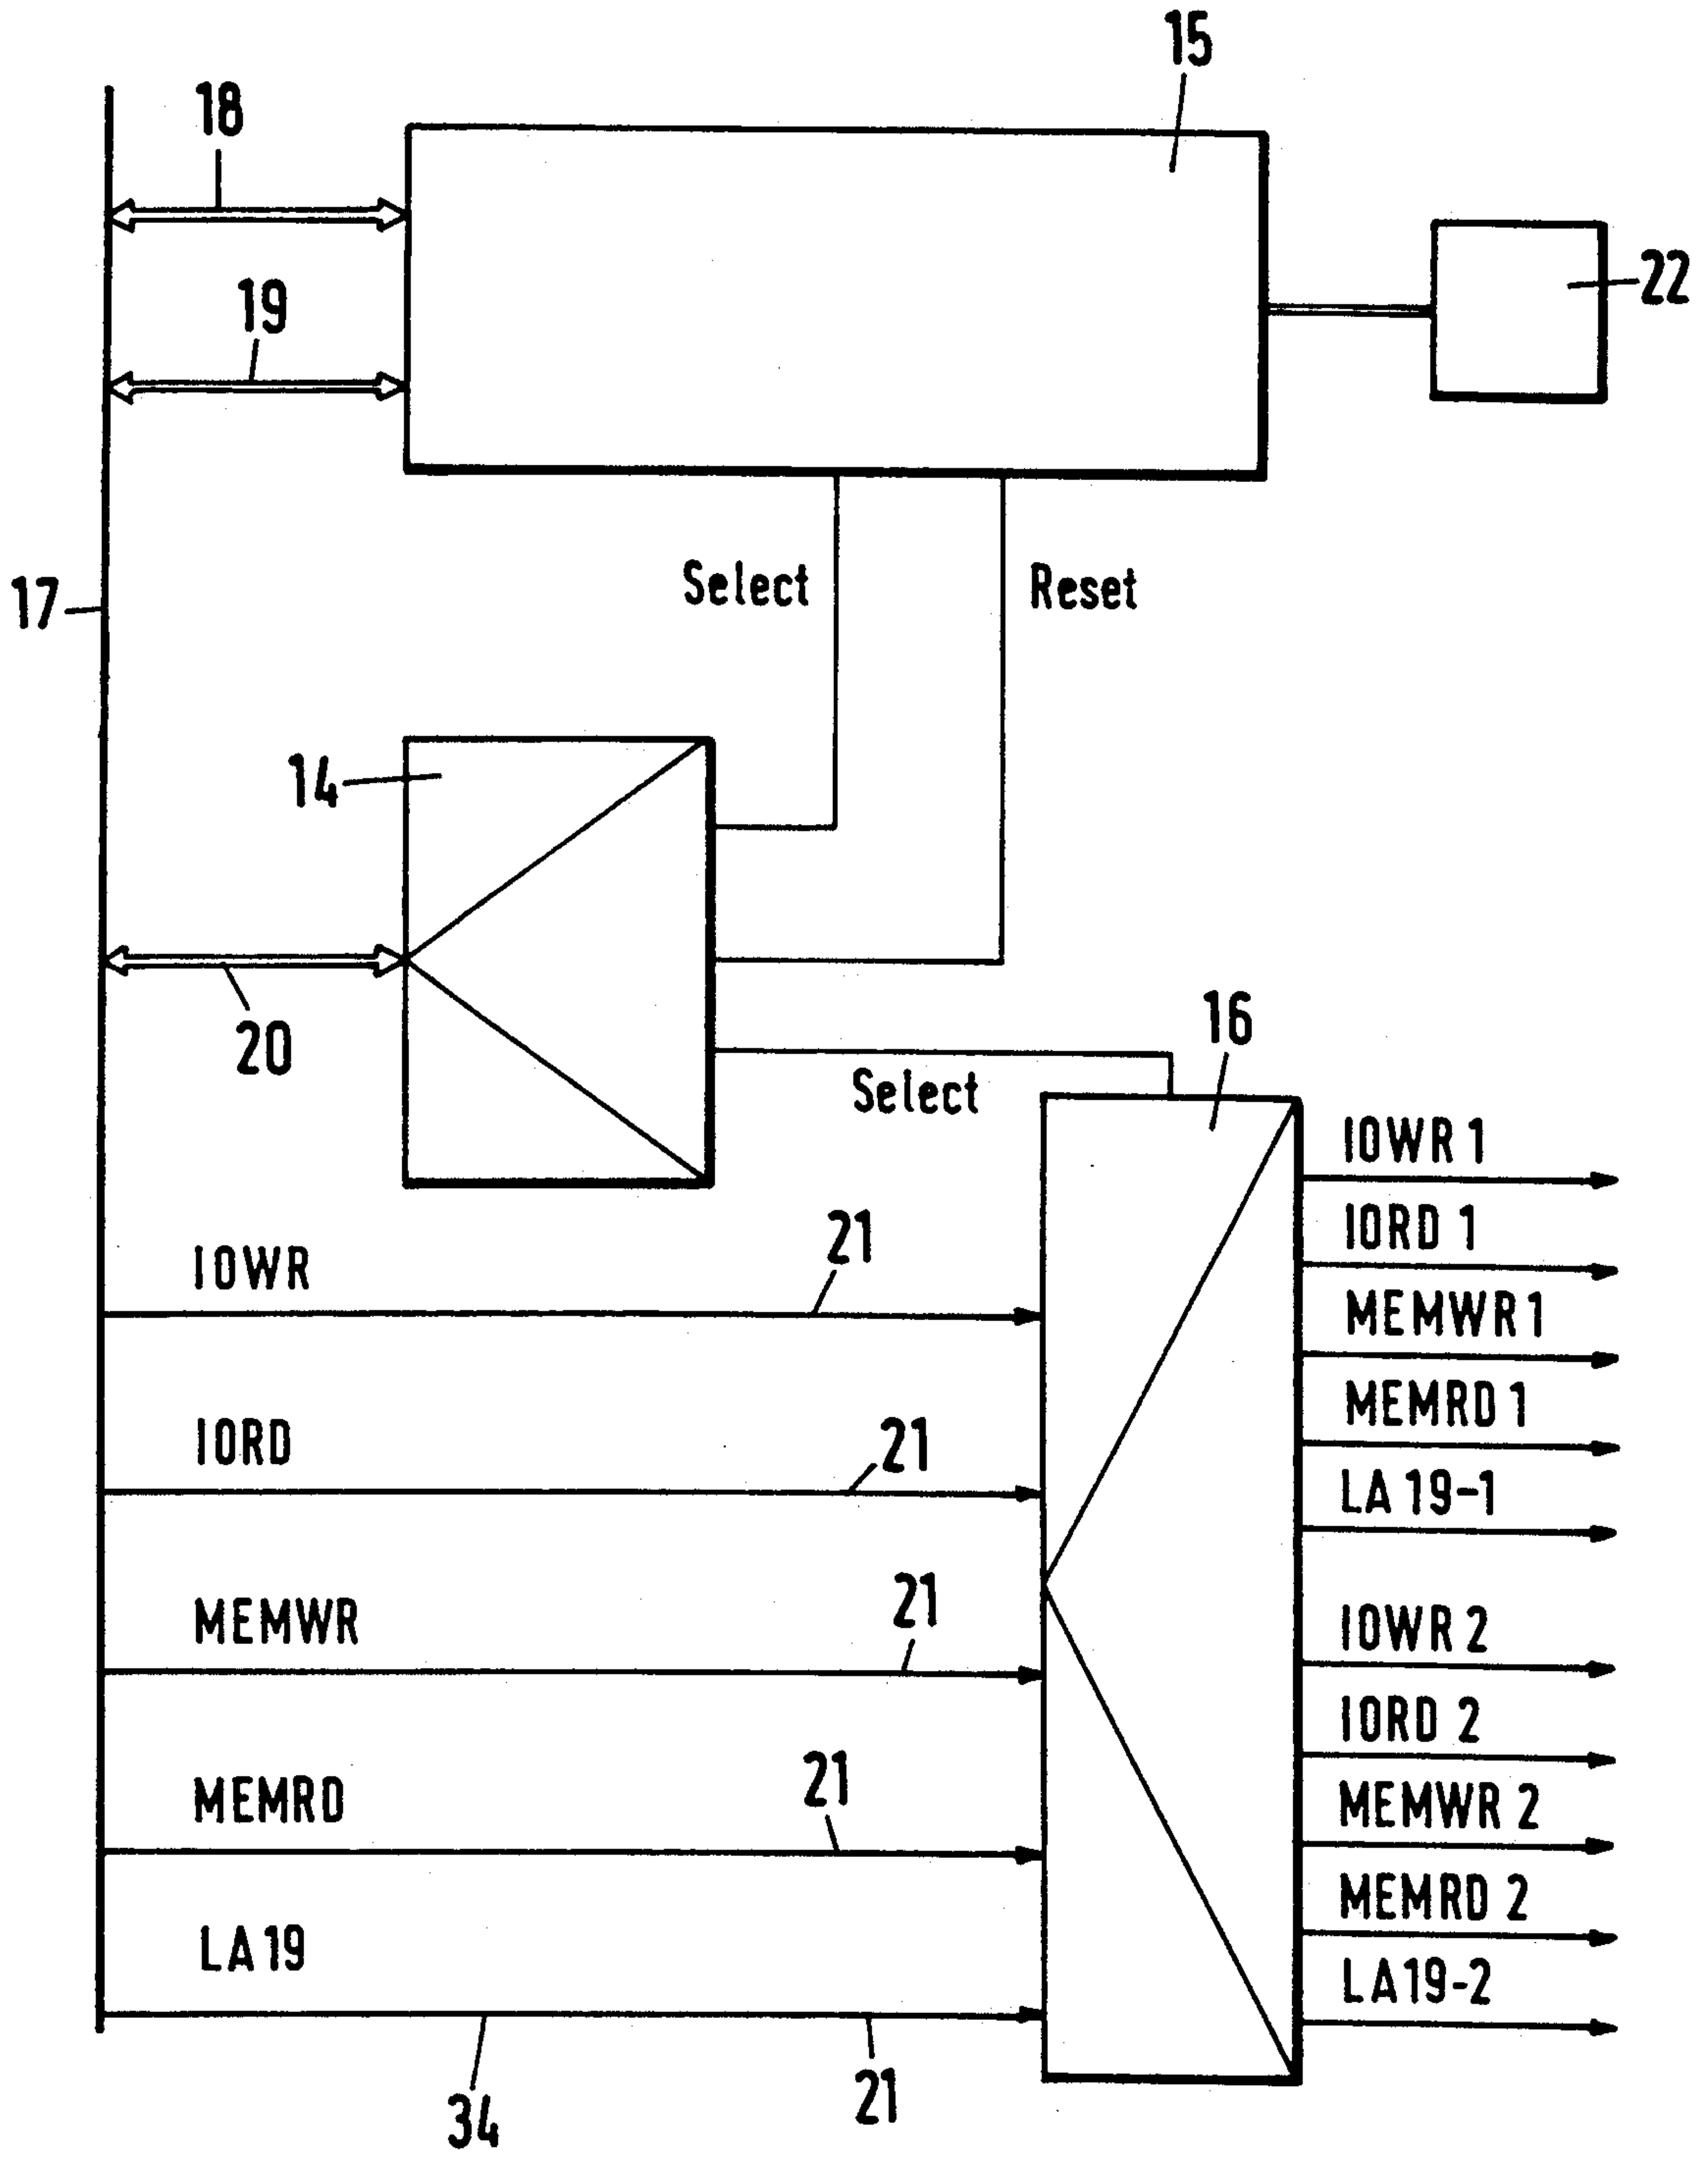 15
18
22
19
Select
Reset
17
14
20
16
Select
IOWR 1
IORD 1
MEMWR 1
MEMRD 1
LA 19-1
IOWR
21
IORD
21
MEMWR
21
MEMRD
21
LA 19
34
21
IOWR 2
IORD 2
MEMWR 2
MEMRD 2
LA19-2